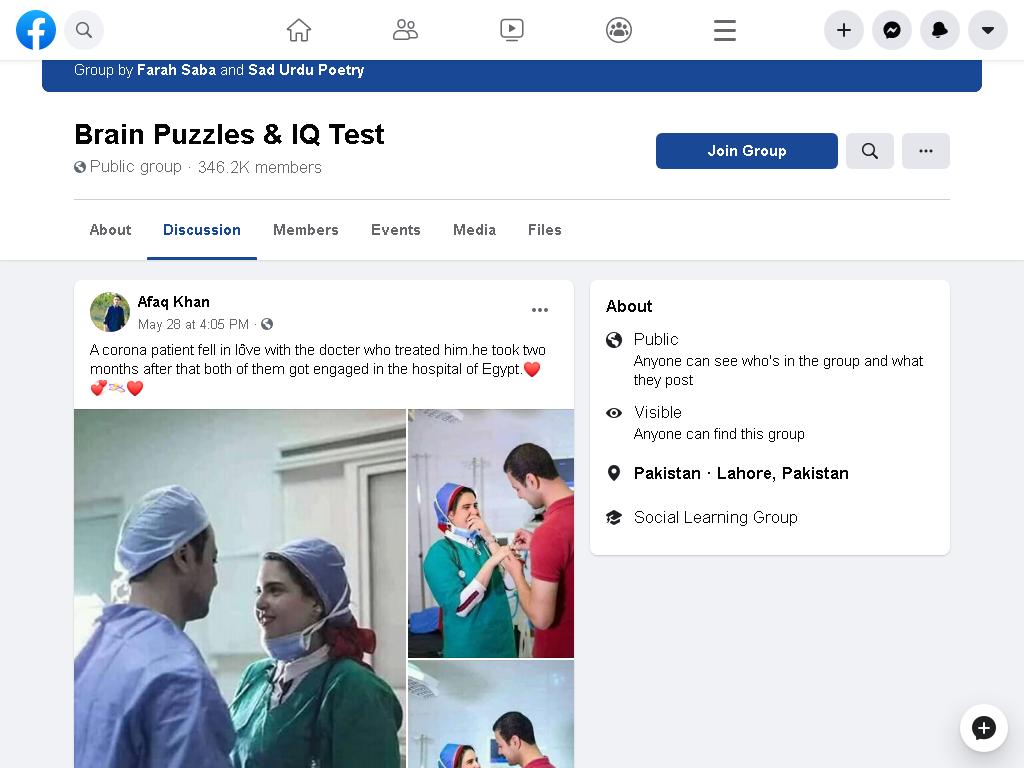 Group by Farah Saba and Sad Urdu Poetry
Brain Puzzles & IQ Test
Public group · 346.2K members
Join Group
About
Discussion
Members
Events
Media
Files
Afaq Khan
May 28 at 4:05 PM ·
A corona patient fell in lõve with the docter who treated him.he took two
months after that both of them got engaged in the hospital of Egypt.❤️
💞💘❤️
About
Public
Anyone can see who's in the group and what
they post
Visible
Anyone can find this group
Pakistan · Lahore, Pakistan
Social Learning Group